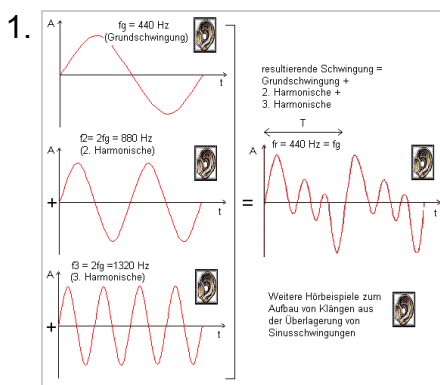 1.
A
fg = 440 Hz
(Grundschwingung)
t
+
A
f2= 2fg = 880 Hz
(2. Harmonische)
t
+
A
f3 = 2fg =1320 Hz
(3. Harmonische)
t
=
resultierende Schwingung =
Grundschwingung +
2. Harmonische +
3. Harmonische
T
fr = 440 Hz = fg
A
t
Weitere Hörbeispiele zum
Aufbau von Klängen aus
der Überlagerung von
Sinusschwingungen